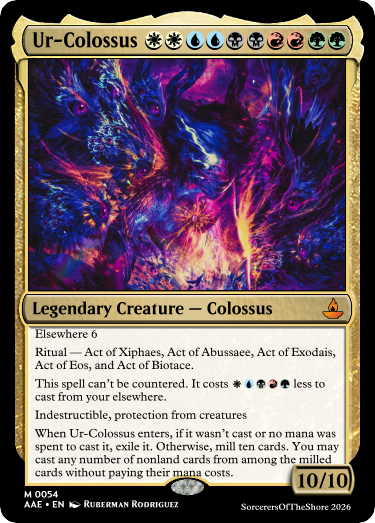 Ur-Colossus
Legendary Creature — Colossus
Elsewhere 6
Ritual — Act of Xiphaes, Act of Abussaee, Act of Exodais,
Act of Eos, and Act of Biotace.
This spell can't be countered. It costs less to
cast from your elsewhere.
Indestructible, protection from creatures
When Ur-Colossus enters, if it wasn't cast or no mana was
spent to cast it, exile it. Otherwise, mill ten cards. You may
cast any number of nonland cards from among the milled
cards without paying their mana costs.
10/10
M 0054
AAE • EN Ruberman Rodriguez
SorcerersOfTheShore 2026